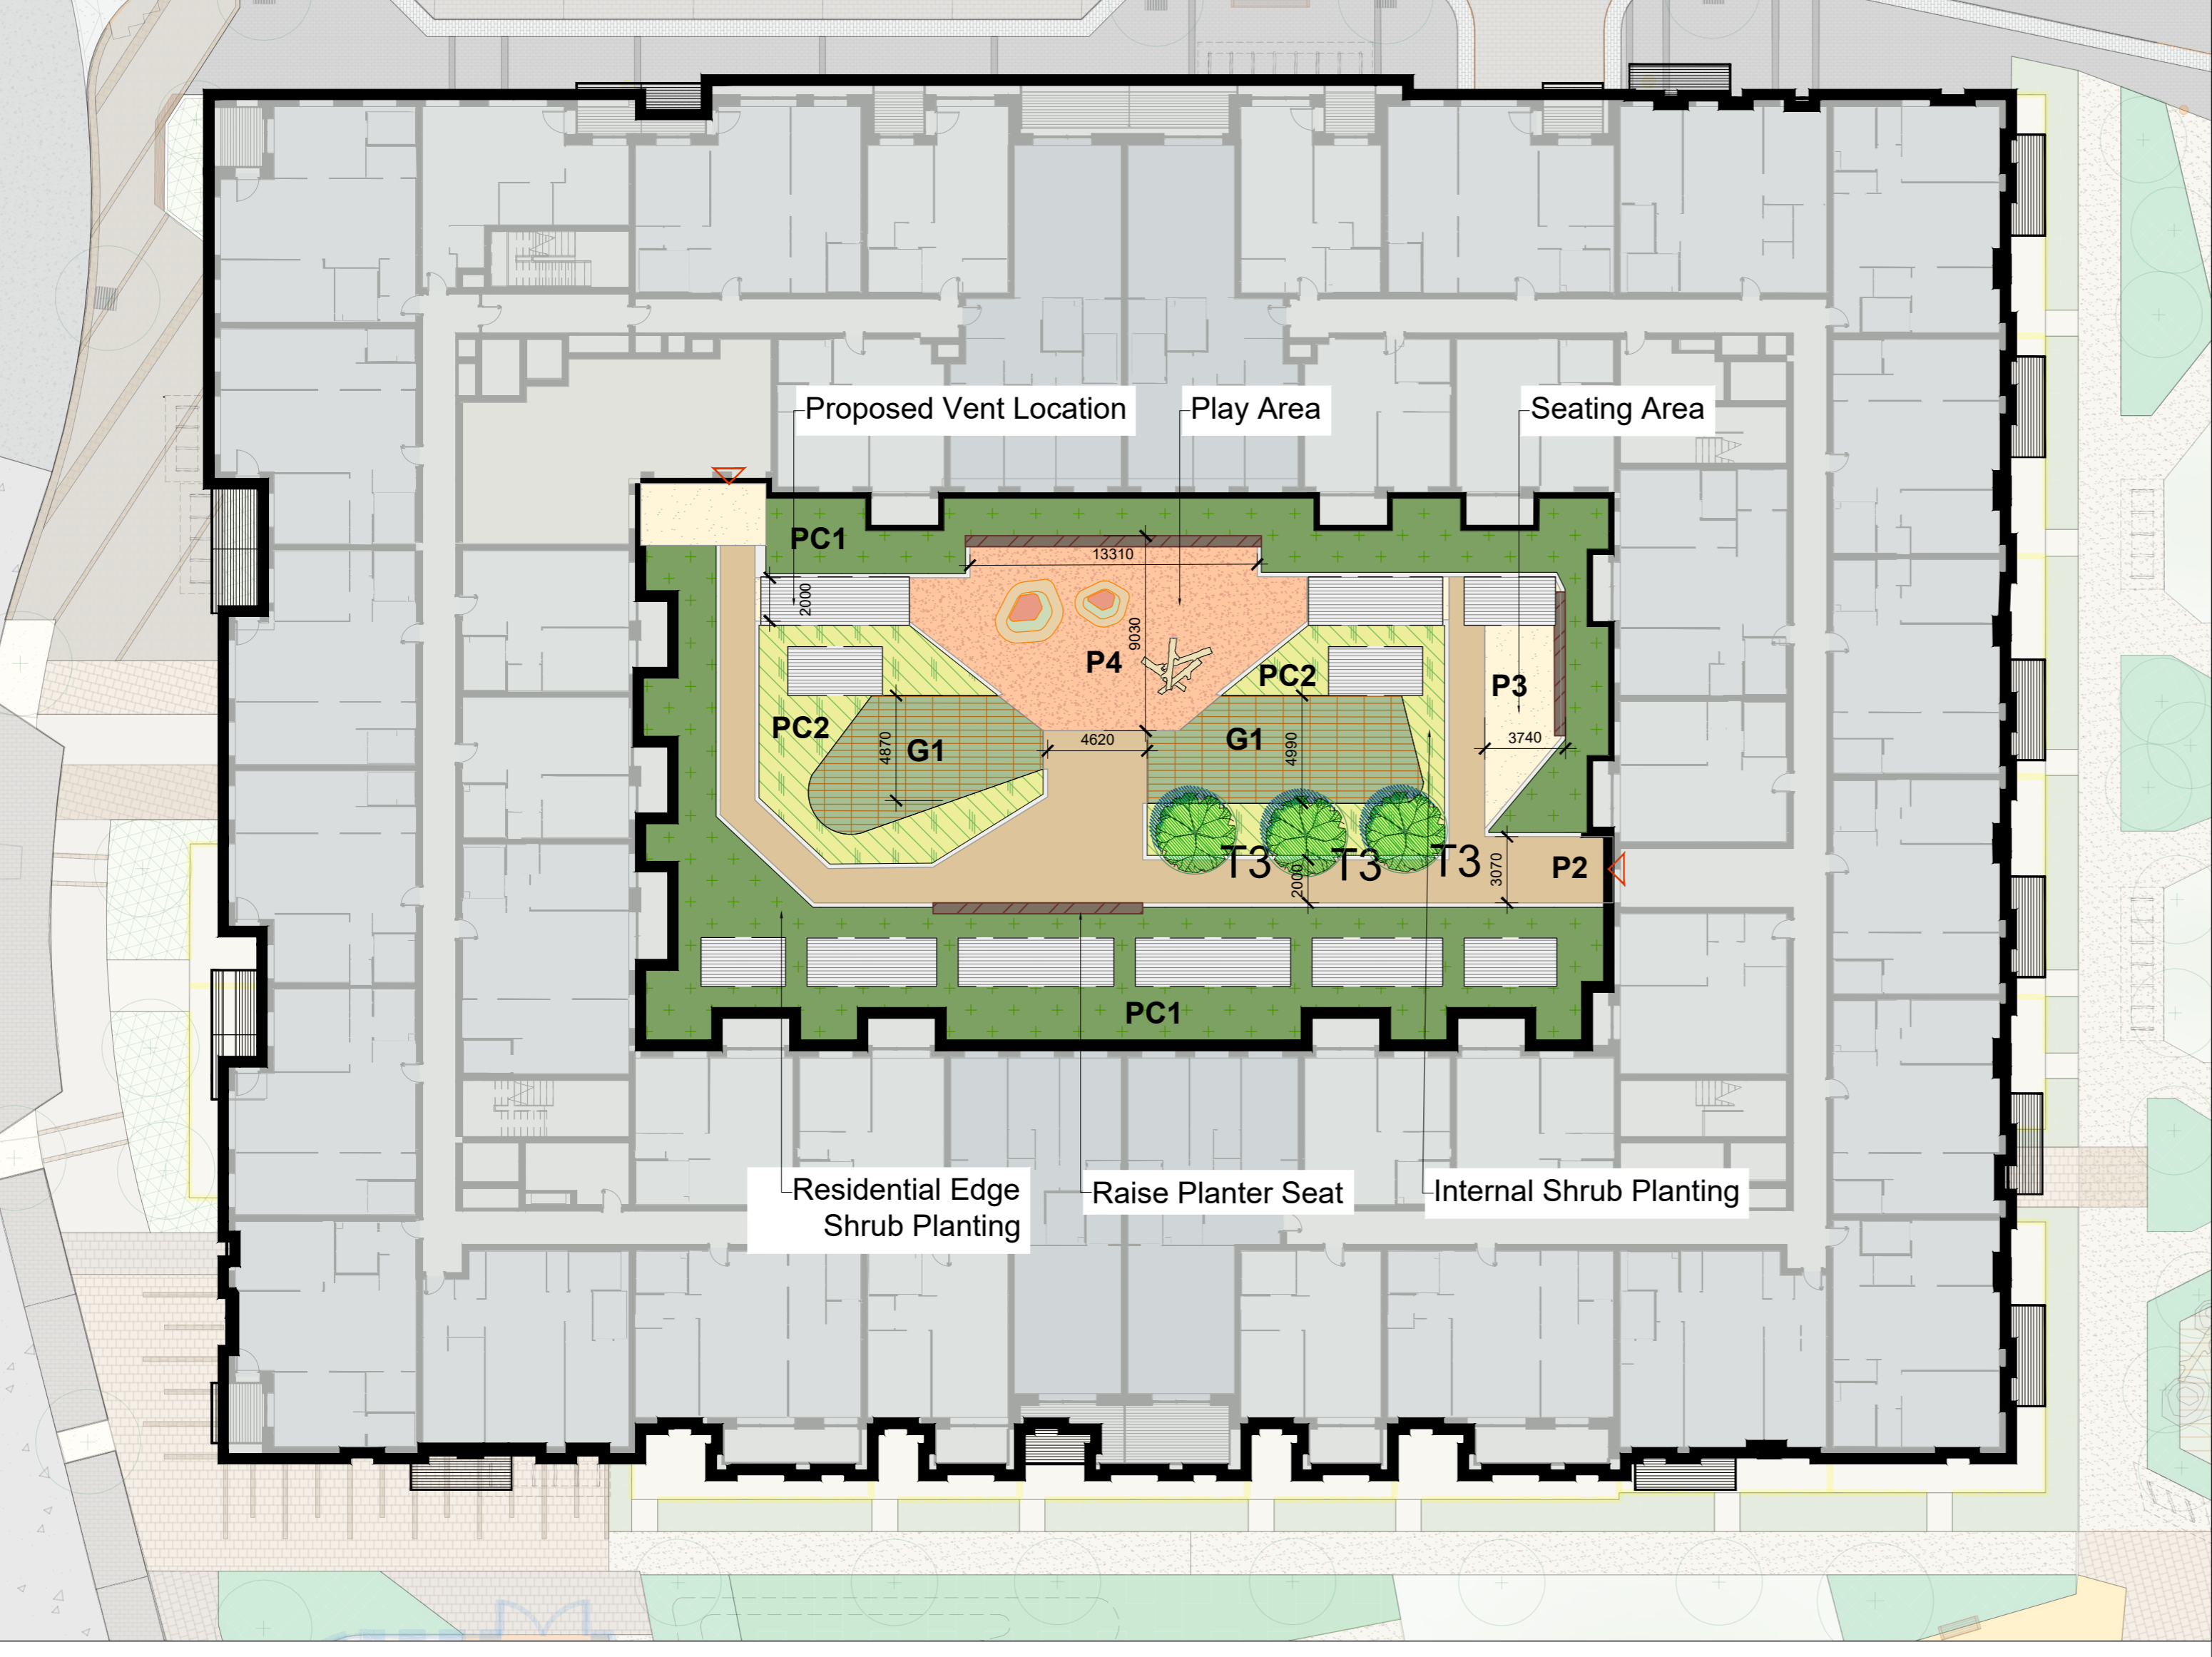 Proposed Vent Location
Play Area
Seating Area
PC1
13310
2000
9030
P4
PC2
P3
PC2
G1
4870
4620
G1
4990
3740
T3
T3
T3
2000
3070
P2
PC1
Residential Edge
Shrub Planting
Raise Planter Seat
Internal Shrub Planting